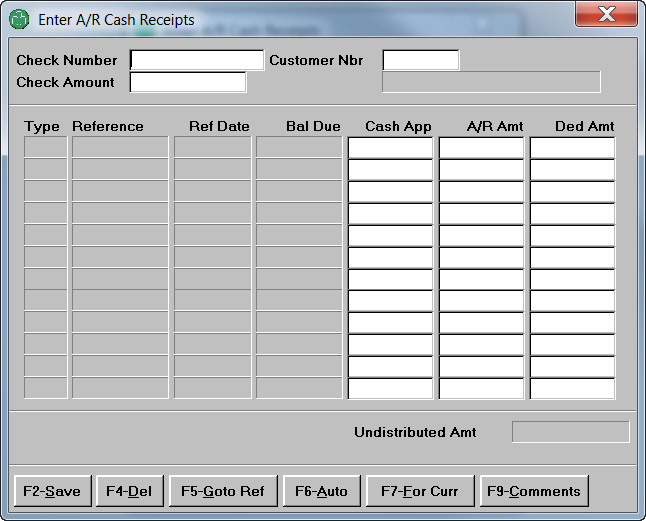 Enter A/R Cash Receipts
Check Number Customer Nbr
Check Amount
Type Reference Ref Date Bal Due Cash App A/R Amt Ded Amt
Undistributed Amt
F2-Save F4-Del F5-Goto Ref F6-Auto F7-For Curr F9-Comments